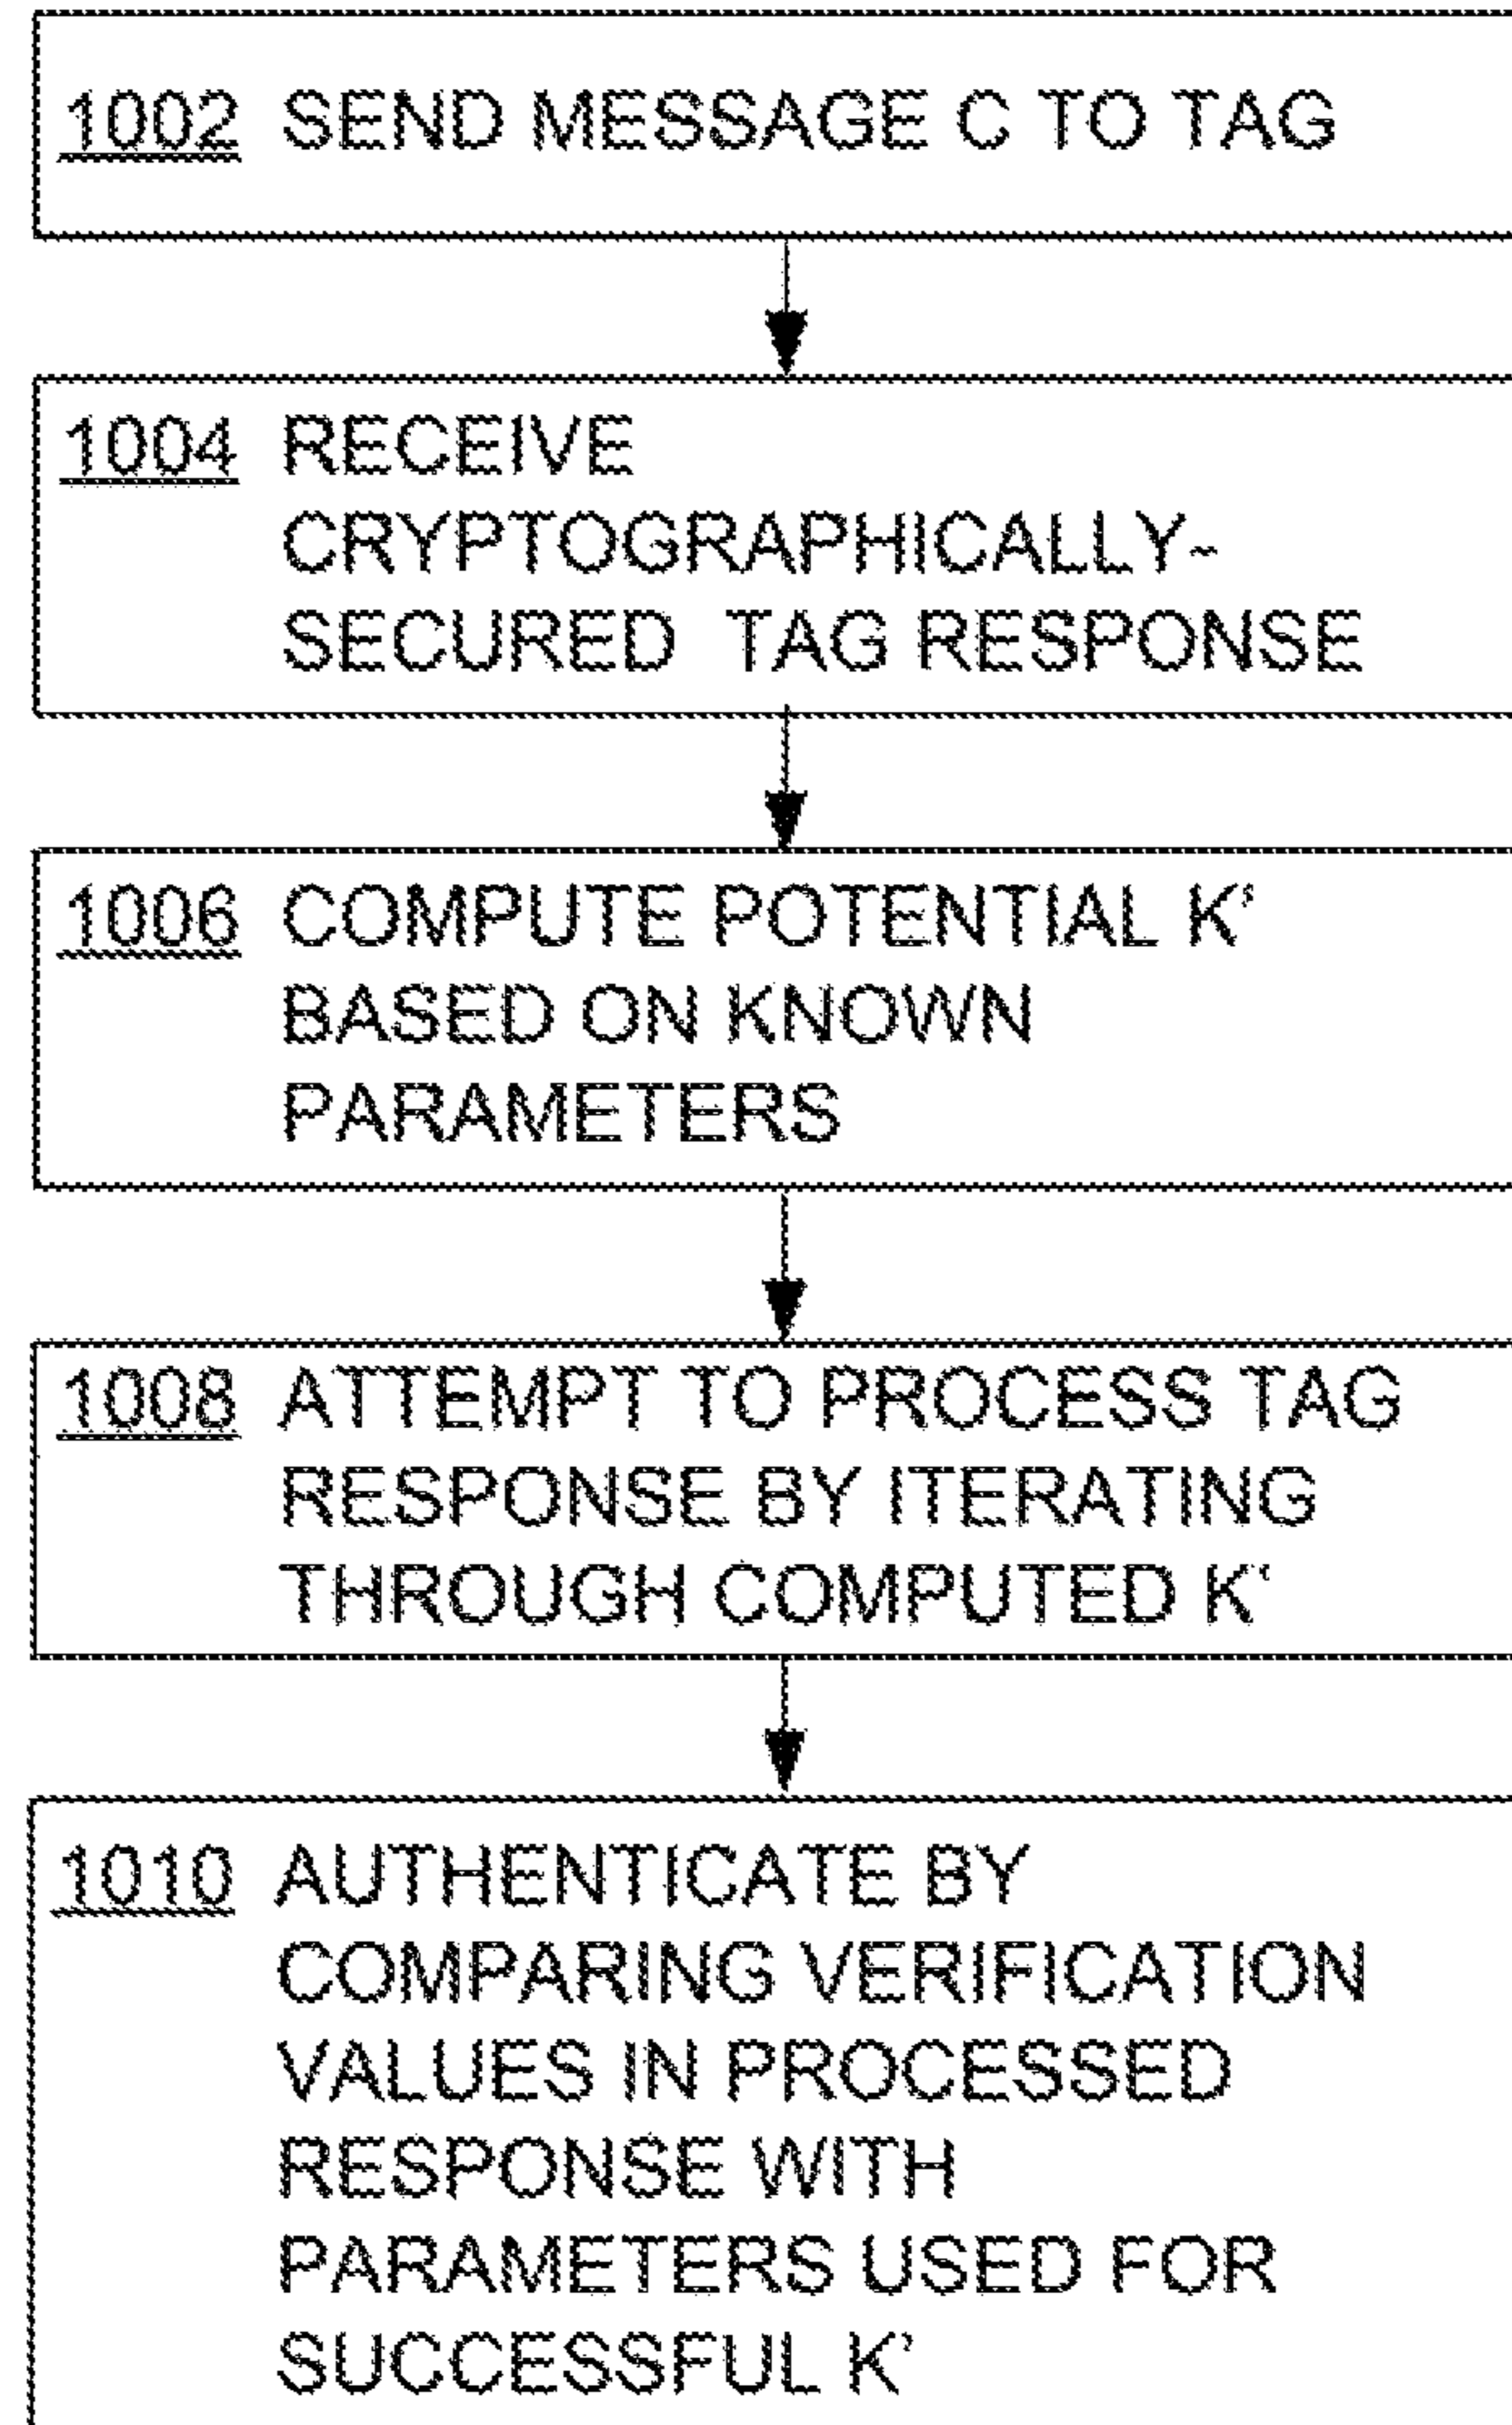 1002 SEND MESSAGE C TO TAG
1004 RECEIVE
CRYPTOGRAPHICALLY-
SECURED TAG RESPONSE
1006 COMPUTE POTENTIAL K'
BASED ON KNOWN
PARAMETERS
1008 ATTEMPT TO PROCESS TAG
RESPONSE BY ITERATING
THROUGH COMPUTED K'
1010 AUTHENTICATE BY
COMPARING VERIFICATION
VALUES IN PROCESSED
RESPONSE WITH
PARAMETERS USED FOR
SUCCESSFUL K'